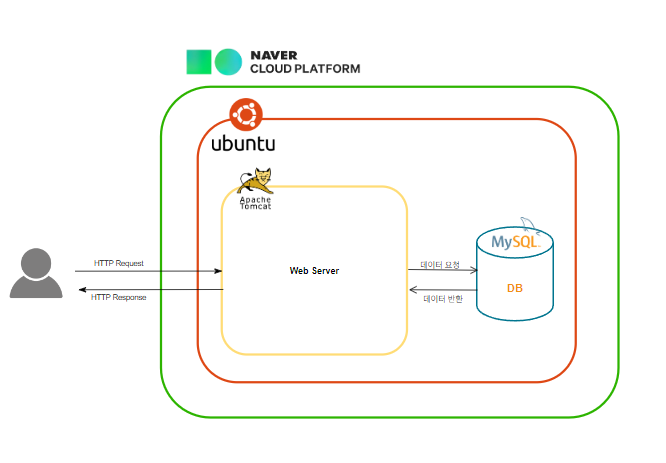 NAVER
CLOUD PLATFORM
ubuntu
Apache
Tomcat
MySQL
HTTP Request
HTTP Response
Web Server
데이터 요청
데이터 반환
DB